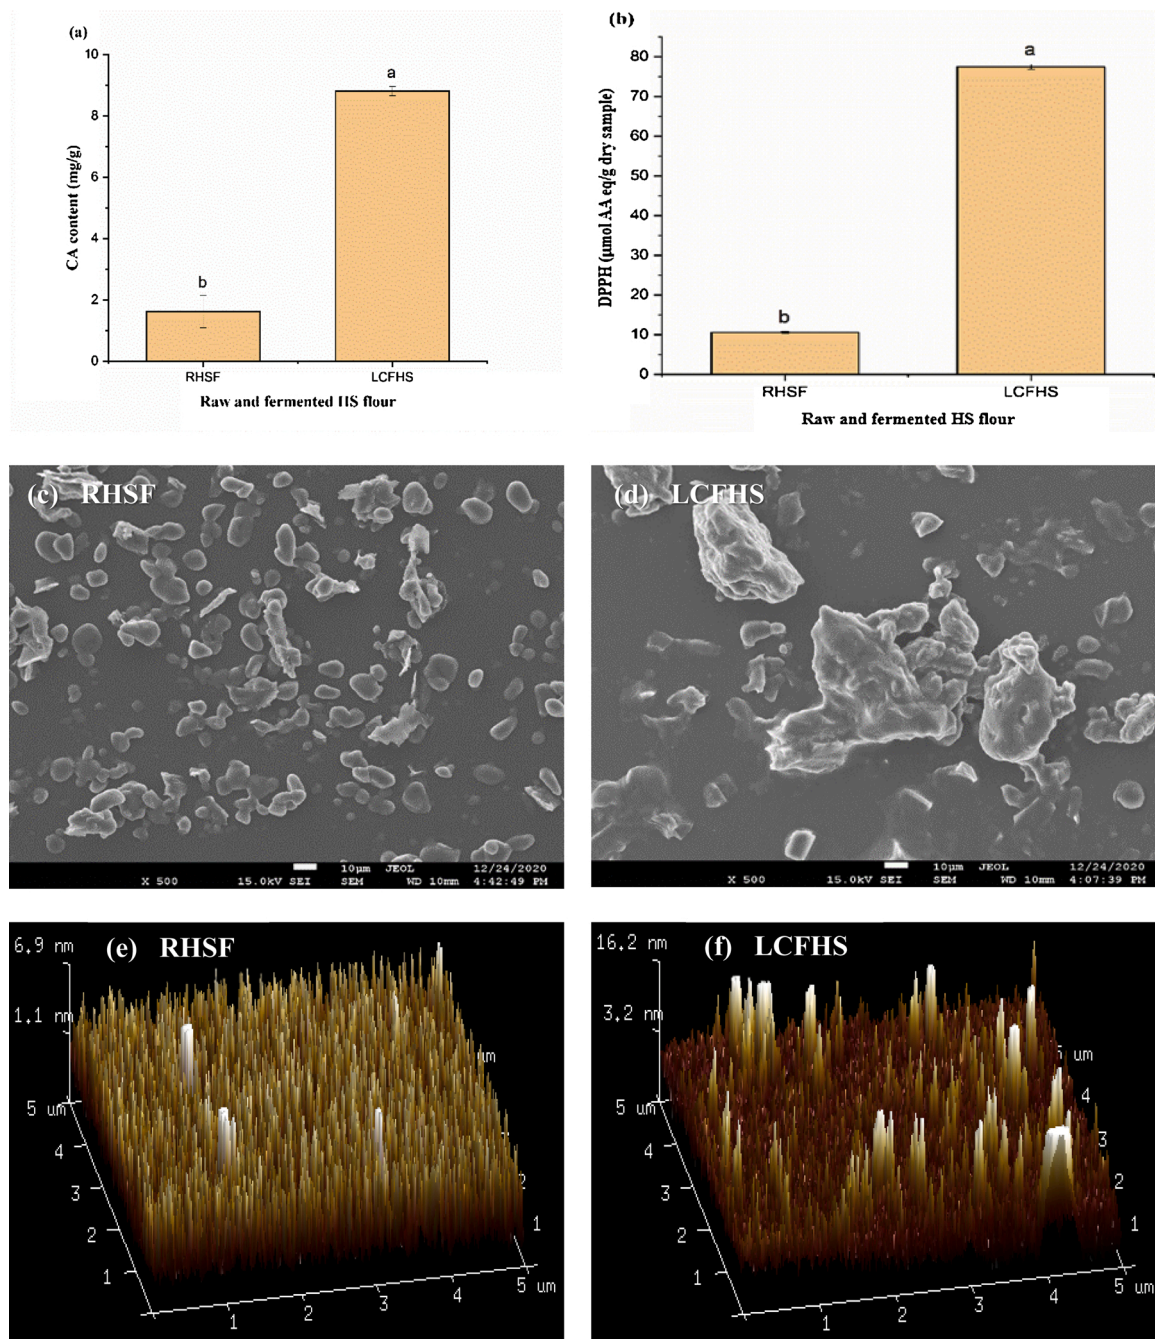 (a)
10
8
6
4
2
0
CA content (mg/g)
b
a
RHSF LCFHS
Raw and fermented HS flour
(b)
80
70
60
50
40
30
20
10
0
DPPH (µmol AA eq/g dry sample)
b
a
RHSF LCFHS
Raw and fermented HS flour
(c) RHSF
10µm JEOL 12/24/2020
X 500 15.0kV SEI SEM WD 10mm 4:42:49 PM
(d) LCFHS
10µm JEOL 12/24/2020
X 500 15.0kV SEI SEM WD 10mm 4:07:39 PM
(e) RHSF
6.9 nm
1.1 nm
5 um
4
3
2
1
1
2
3
4
5 um
1
2
um
(f) LCFHS
16.2 nm
3.2 nm
5 um
4
3
2
1
1
2
3
4
5 um
1
2
3
4
5 um